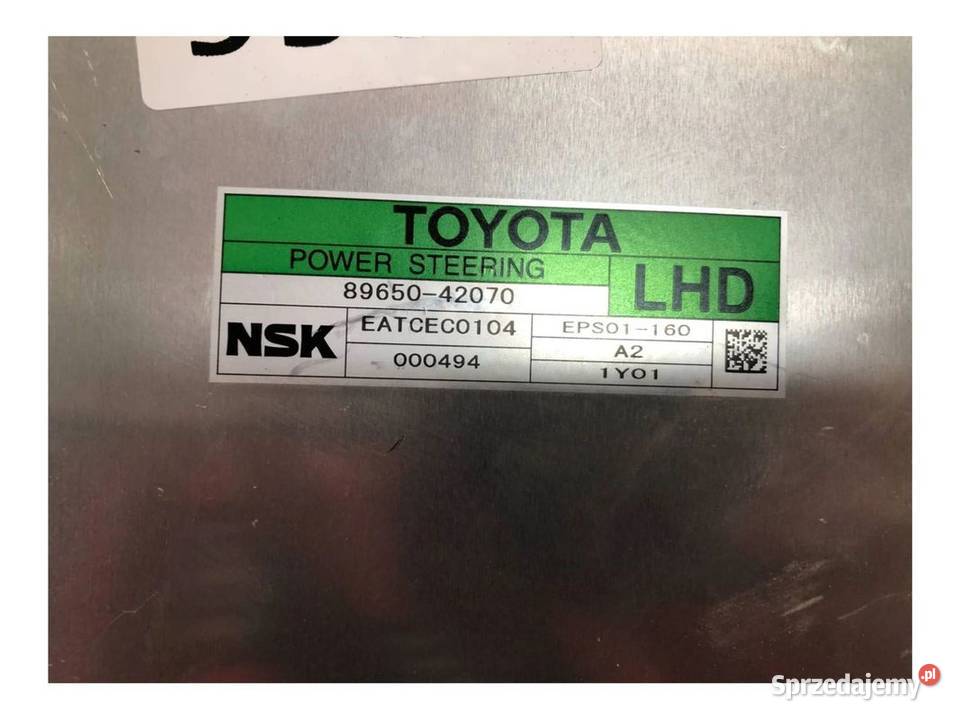 TOYOTA
POWER STEERING
LHD
89650-42070
NSK
EATCEC0104
EPS01-160
000494
A2
1Y01
Sprzedajemy.pl